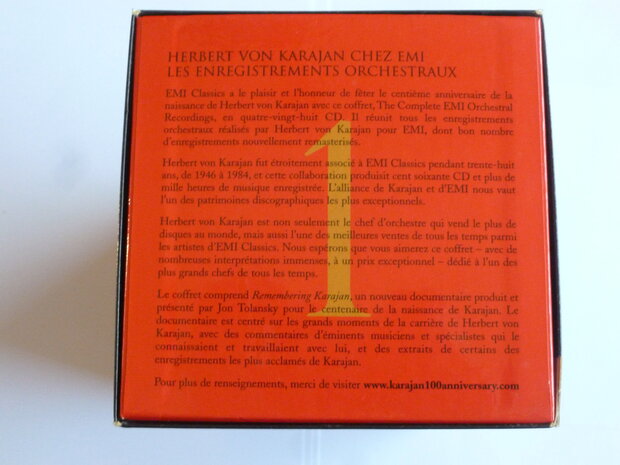 HERBERT VON KARAJAN CHEZ EMI
LES ENREGISTREMENTS ORCHESTRAUX
EMI Classics a le plaisir et l'honneur de fêter le centième anniversaire de la
naissance de Herbert von Karajan avec ce coffret, The Complete EMI Orchestral
Recordings, en quatre-vingt-huit CD. Il réunit tous les enregistrements
orchestraux réalisés par Herbert von Karajan pour EMI, dont bon nombre
d'enregistrements nouvellement remasterisés.
Herbert von Karajan fut étroitement associé à EMI Classics pendant trente-huit
ans, de 1946 à 1984, et cette collaboration produisit cent soixante CD et plus de
mille heures de musique enregistrée. L'alliance de Karajan et d'EMI nous vaut
l'un des patrimoines discographiques les plus exceptionnels.
Herbert von Karajan est non seulement le chef d'orchestre qui vend le plus de
disques au monde, mais aussi l'une des meilleures ventes de tous les temps parmi
les artistes d'EMI Classics. Nous espérons que vous aimerez ce coffret – avec de
nombreuses interprétations immenses, à un prix exceptionnel – dédié à l'un des
plus grands chefs de tous les temps.
Le coffret comprend Remembering Karajan, un nouveau documentaire produit et
présenté par Jon Tolansky pour le centenaire de la naissance de Karajan. Le
documentaire est centré sur les grands moments de la carrière de Herbert von
Karajan, avec des commentaires d'éminents musiciens et spécialistes qui le
connaissaient et travaillaient avec lui, et des extraits de certains des
enregistrements les plus acclamés de Karajan.
Pour plus de renseignements, merci de visiter www.karajan100anniversary.com
1